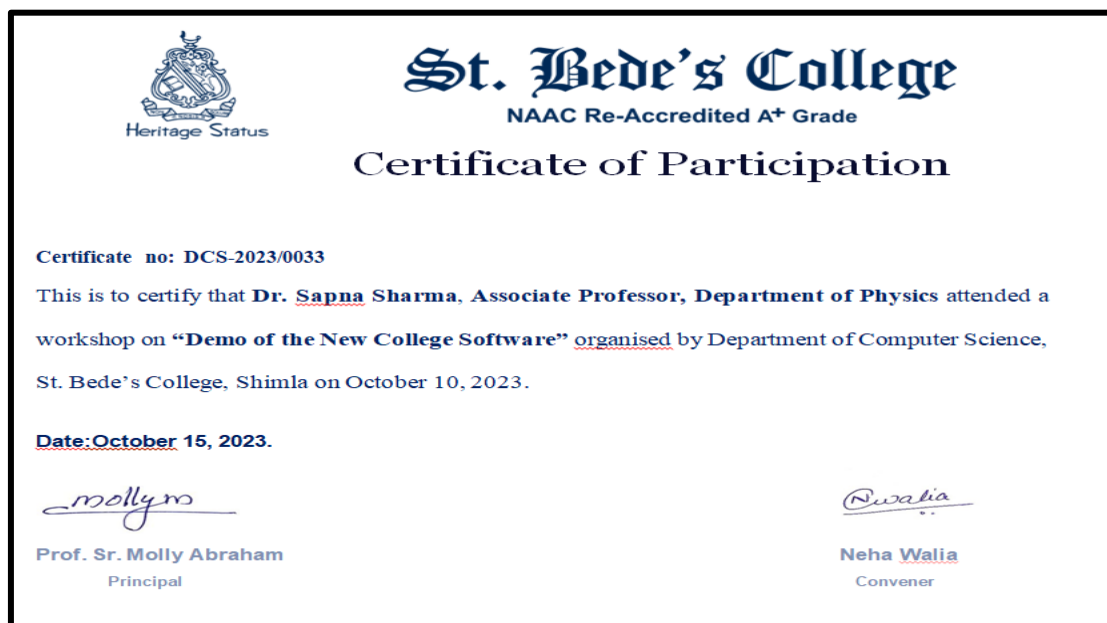 St. Bede's College
NAAC Re-Accredited A+ Grade
Heritage Status
Certificate of Participation
Certificate no: DCS-2023/0033
This is to certify that Dr. Sapna Sharma, Associate Professor, Department of Physics attended a
workshop on “Demo of the New College Software” organised by Department of Computer Science,
St. Bede's College, Shimla on October 10, 2023.
Date:October 15, 2023.
mollym
Nwalia
Prof. Sr. Molly Abraham
Neha Walia
Principal
Convener